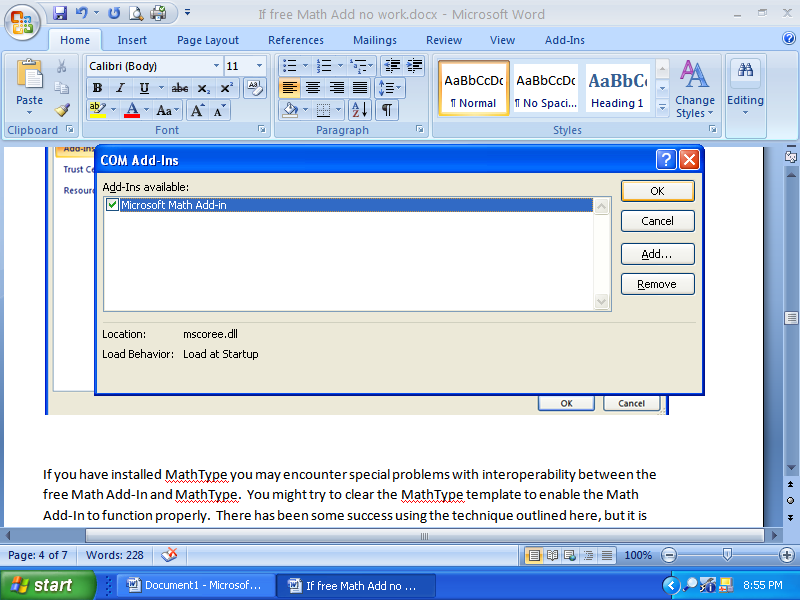 If free Math Add no work.docx - Microsoft Word
Home Insert Page Layout References Mailings Review View Add-Ins
Paste
Calibri (Body) 11
B I U abc x₂ x²
ab A Aa A A
AaBbCcDc AaBbCcDc AaBbCc
¶ Normal ¶ No Spaci... Heading 1
Change Styles
Editing
Clipboard Font Paragraph Styles
Add-Ins
Trust Ce
Resour
COM Add-Ins
Add-Ins available:
Microsoft Math Add-in
OK
Cancel
Add...
Remove
Location: mscoree.dll
Load Behavior: Load at Startup
OK Cancel
If you have installed MathType you may encounter special problems with interoperability between the
free Math Add-In and MathType. You might try to clear the MathType template to enable the Math
Add-In to function properly. There has been some success using the technique outlined here, but it is
Page: 4 of 7 Words: 228 100%
start Document1 - Microsof... If free Math Add no ... 8:55 PM